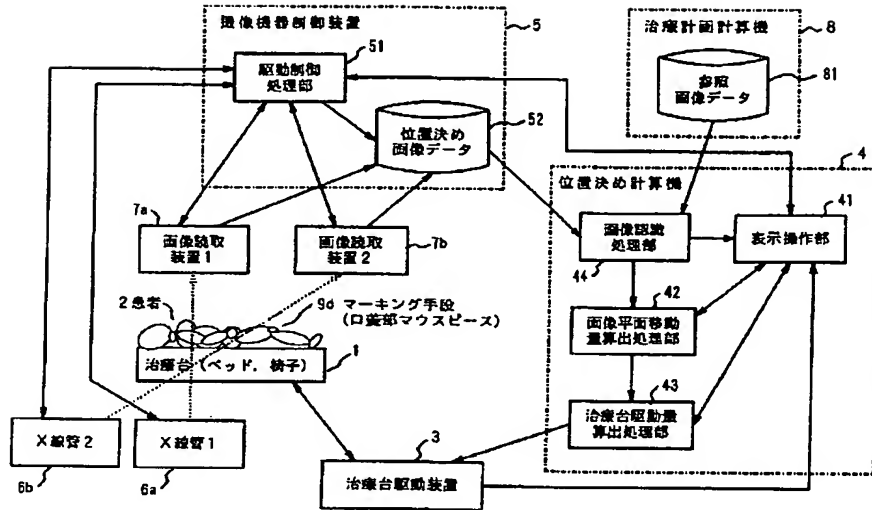 撮像機器制御装置
5
51
駆動制御
処理部
位置決め
画像データ
52
治療計画計算機
8
参照
画像データ
81
4
位置決め計算機
41
画像認識
処理部
44
表示操作部
42
画像平面移動
量算出処理部
43
治療台駆動量
算出処理部
7a
画像読取
装置1
画像読取
装置2
7b
2患者
9d マーキング手段
(口蓋部マウスピース)
1
治療台(ベッド,椅子)
X線管2
6b
X線管1
6a
3
治療台駆動装置